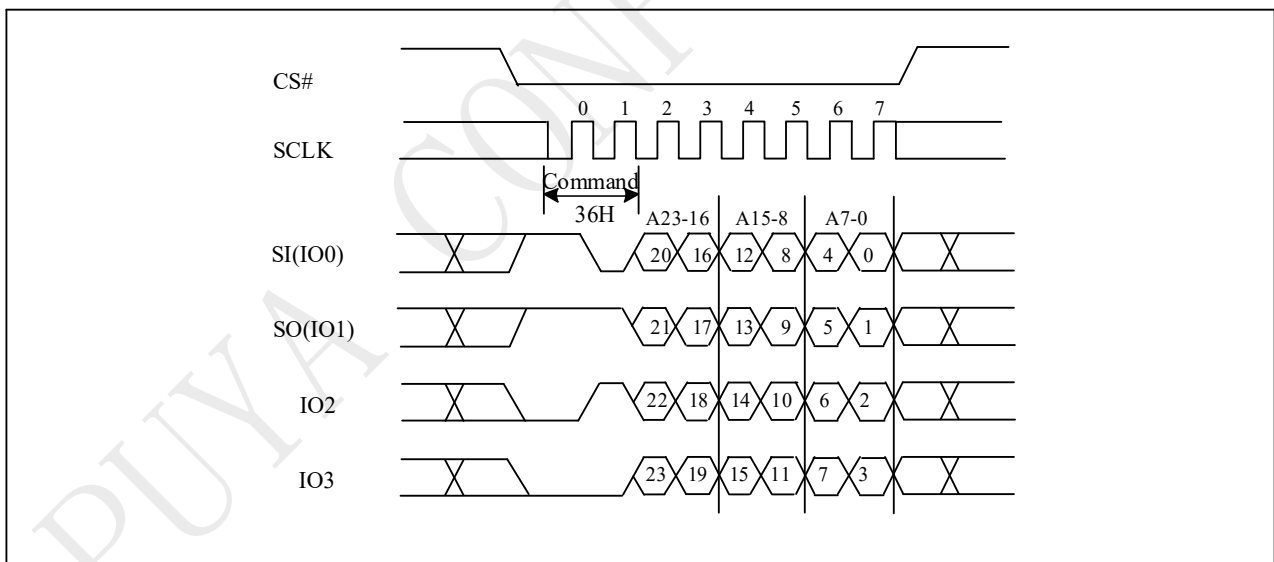 CS#
0 1 2 3 4 5 6 7
SCLK
Command
36H
A23-16 A15-8 A7-0
SI(IO0) 20 16 12 8 4 0
SO(IO1) 21 17 13 9 5 1
IO2 22 18 14 10 6 2
IO3 23 19 15 11 7 3
PUYA CONF